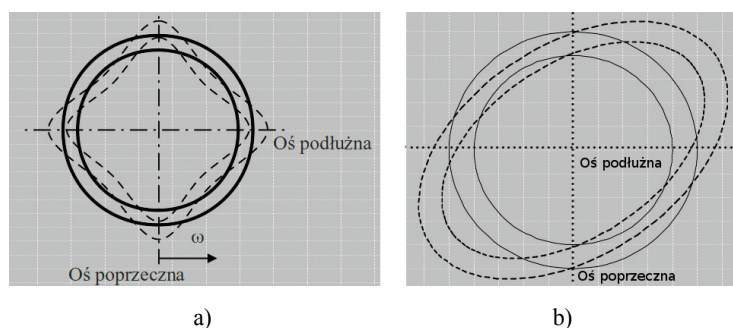 Oś podłużna
ω
Oś poprzeczna
Oś podłużna
Oś poprzeczna
a)
b)